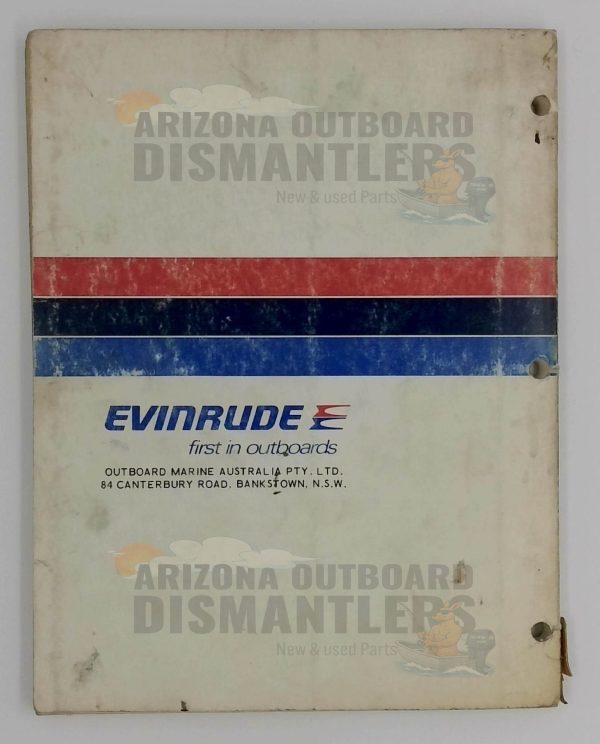 ARIZONA OUTBOARD
DISMANTLERS
New & used Parts
EVINRUDE
first in outboards
OUTBOARD MARINE AUSTRALIA PTY. LTD.
84 CANTERBURY ROAD, BANKSTOWN, N.S.W.
ARIZONA OUTBOARD
DISMANTLERS
New & used Parts